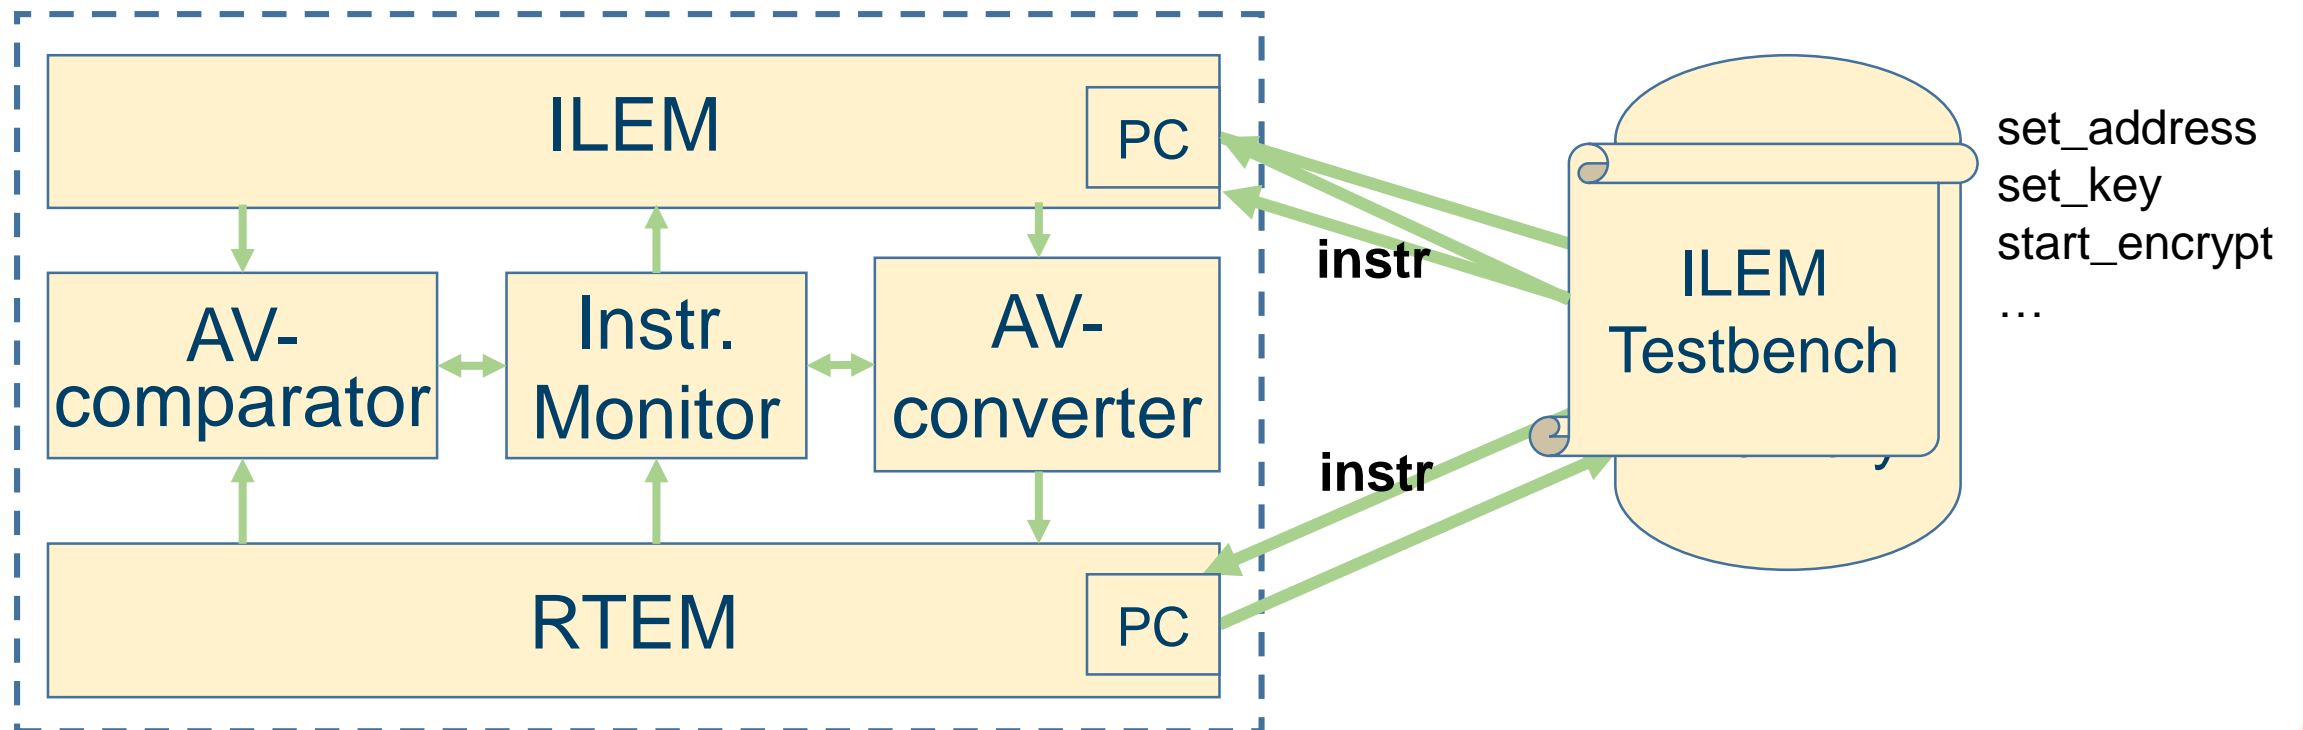 ILEM
PC
AV-
comparator
Instr.
Monitor
AV-
converter
RTEM
PC
instr
instr
ILEM
Testbench
set_address
set_key
start_encrypt
…